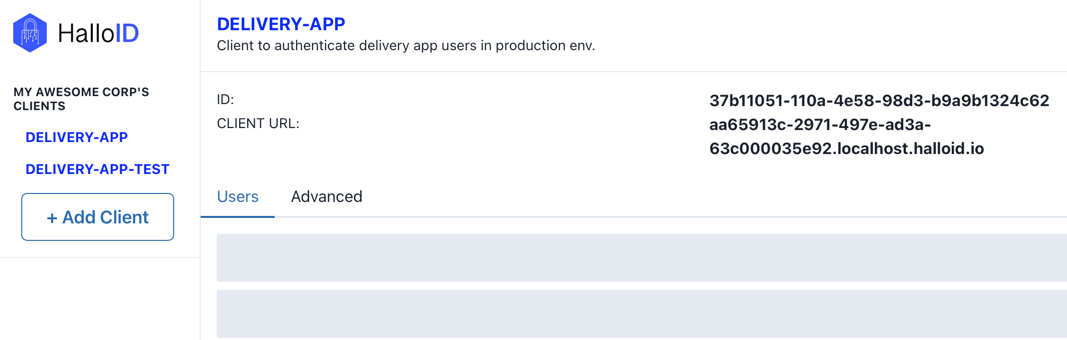 HalloID
MY AWESOME CORP'S
CLIENTS
DELIVERY-APP
DELIVERY-APP-TEST
+ Add Client
DELIVERY-APP
Client to authenticate delivery app users in production env.
ID:
37b11051-110a-4e58-98d3-b9a9b1324c62
CLIENT URL:
aa65913c-2971-497e-ad3a-
63c000035e92.localhost.halloid.io
Users
Advanced